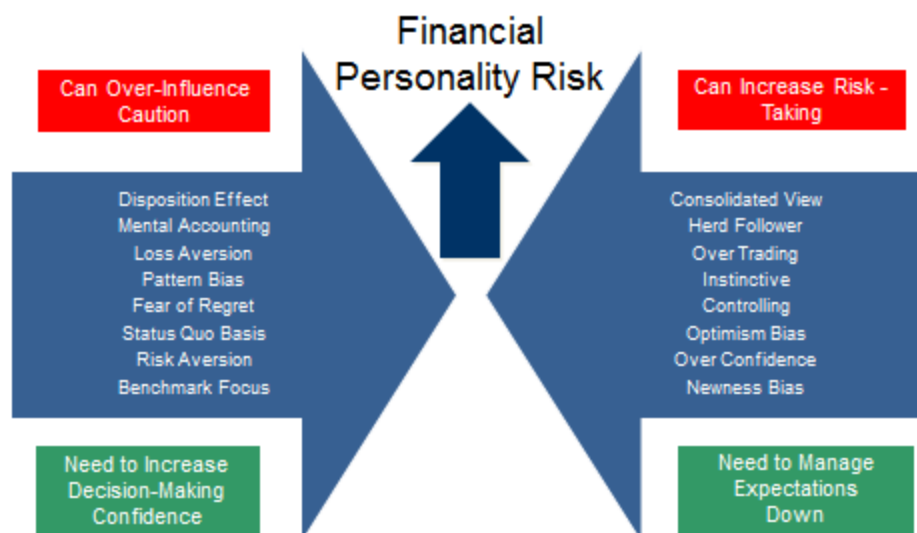 Financial
Personality Risk
Can Over-Influence
Caution
Can Increase Risk -
Taking
Disposition Effect
Mental Accounting
Loss Aversion
Pattern Bias
Fear of Regret
Status Quo Basis
Risk Aversion
Benchmark Focus
Consolidated View
Herd Follower
Over Trading
Instinctive
Controlling
Optimism Bias
Over Confidence
Newness Bias
Need to Increase
Decision-Making
Confidence
Need to Manage
Expectations
Down